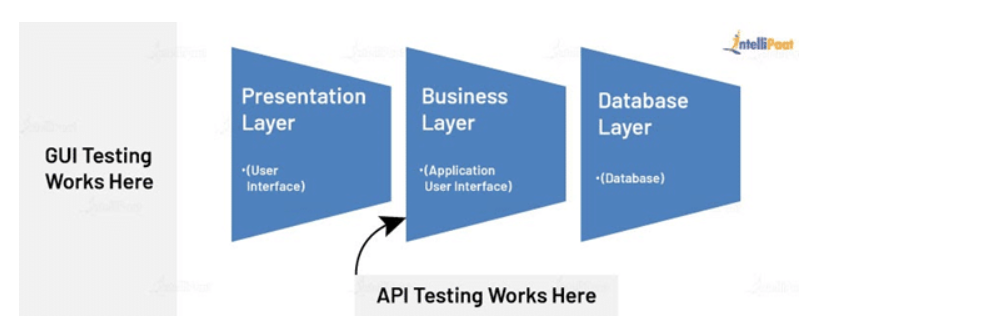 IntelliPaat
GUI Testing
Works Here
Presentation
Layer
•(User
Interface)
Business
Layer
•(Application
User Interface)
Database
Layer
•(Database)
API Testing Works Here